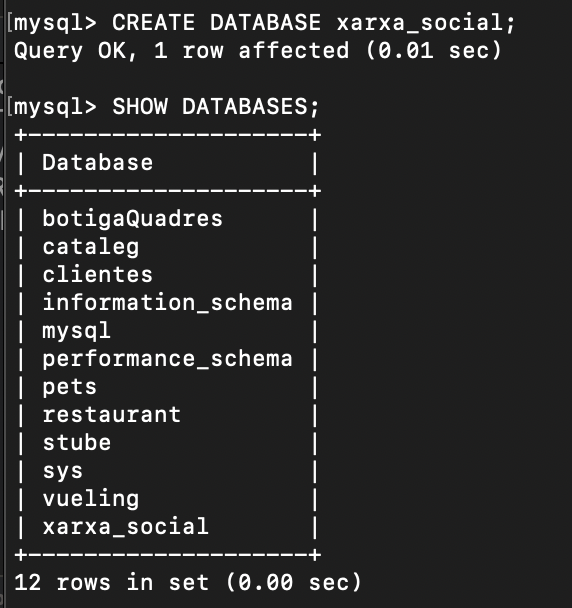 [mysql> CREATE DATABASE xarxa_social;
Query OK, 1 row affected (0.01 sec)
[mysql> SHOW DATABASES;
+--------------------+
| Database           |
+--------------------+
| botigaQuadres      |
| cataleg            |
| clientes           |
| information_schema |
| mysql              |
| performance_schema |
| pets               |
| restaurant         |
| stube              |
| sys                |
| vueling            |
| xarxa_social       |
+--------------------+
12 rows in set (0.00 sec)